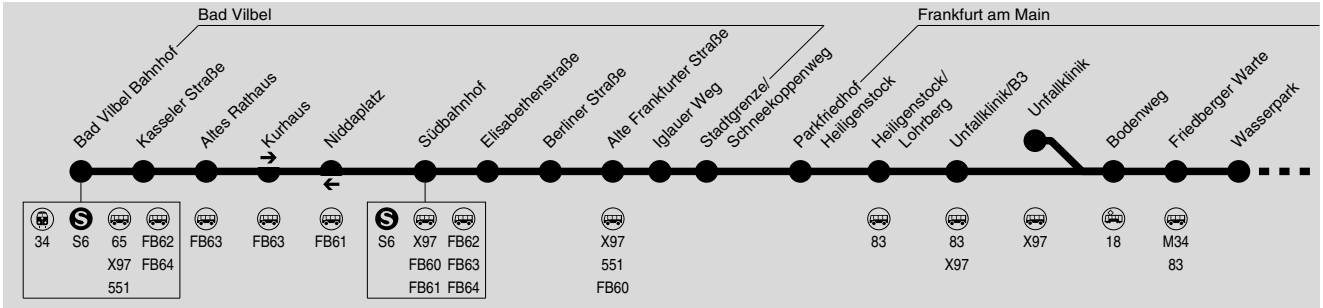 Bad Vilbel
Frankfurt am Main
Bad Vilbel Bahnhof
Kasseler Straße
Altes Rathaus
Kurhaus
Niddaplatz
Südbahnhof
Elisabethenstraße
Berliner Straße
Alte Frankfurter Straße
Iglauer Weg
Stadtgrenze/
Schneekoppenweg
Parkfriedhof
Heiligenstock
Heiligenstock/
Lohrberg
Unfallklinik/B3
Unfallklinik
Bodenweg
Friedberger Warte
Wasserpark
→
←
S
S
34 S6 65 FB62 FB63 FB63 FB61 S6 X97 FB62 X97 83 83 X97 18 M34
X97 FB64 FB60 FB63 551 X97 83
551 FB61 FB64 FB60